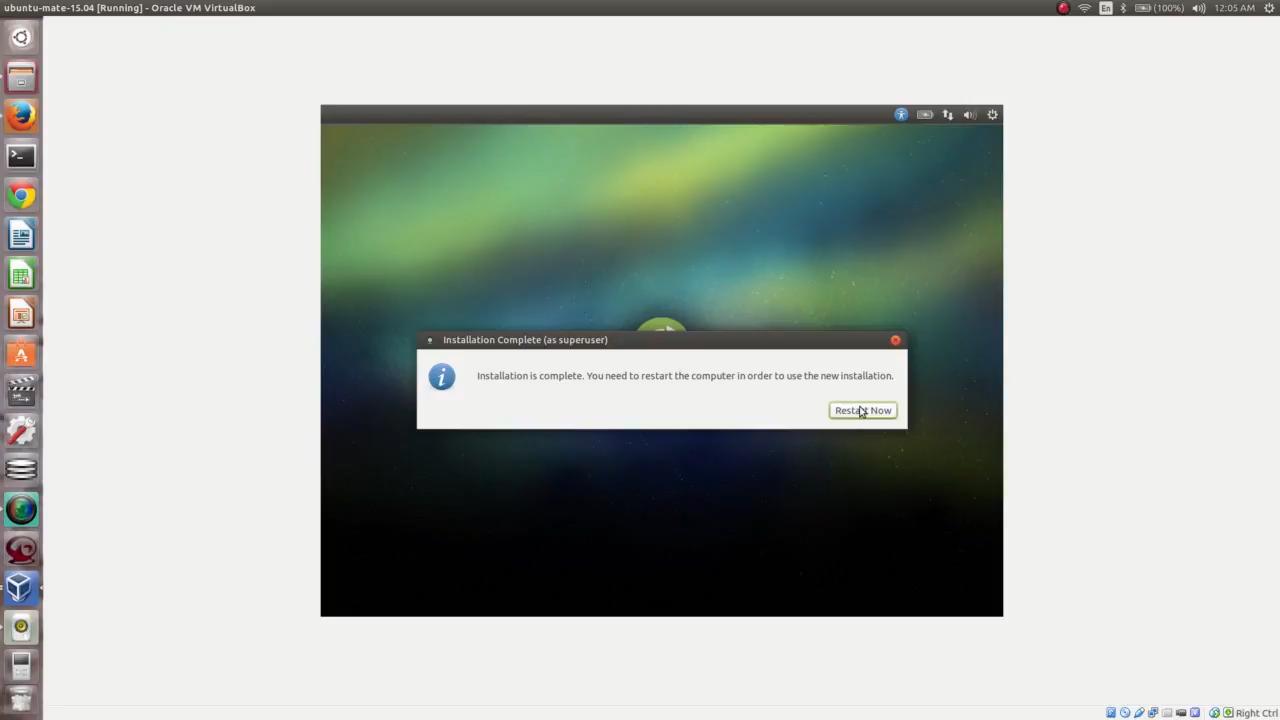 ubuntu-mate-15.04 [Running] - Oracle VM VirtualBox
En
(100%)
12:05 AM
Installation Complete (as superuser)
Installation is complete. You need to restart the computer in order to use the new installation.
Restart Now
Right Ctrl